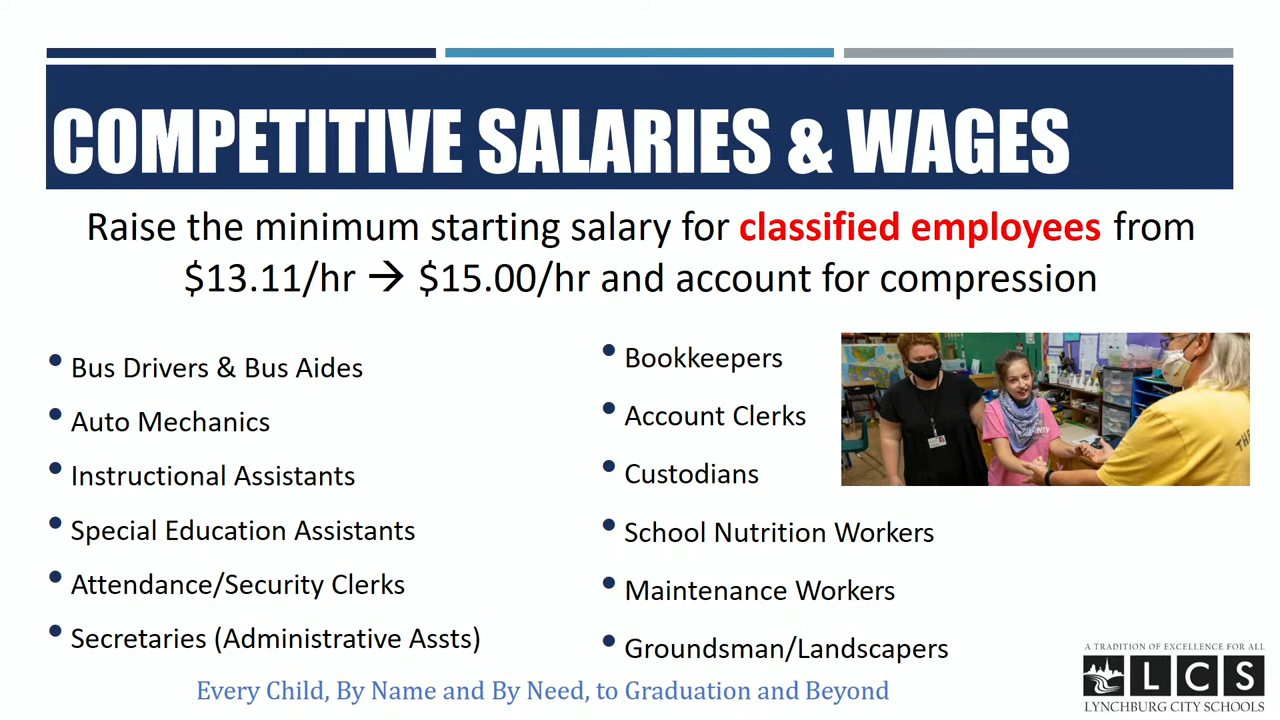 COMPETITIVE SALARIES & WAGES
Raise the minimum starting salary for classified employees from
$13.11/hr → $15.00/hr and account for compression
• Bus Drivers & Bus Aides
• Auto Mechanics
• Instructional Assistants
• Special Education Assistants
• Attendance/Security Clerks
• Secretaries (Administrative Assts)
• Bookkeepers
• Account Clerks
• Custodians
• School Nutrition Workers
• Maintenance Workers
• Groundsman/Landscapers
Every Child, By Name and By Need, to Graduation and Beyond
A TRADITION OF EXCELLENCE FOR ALL
LCS
LYNCHBURG CITY SCHOOLS